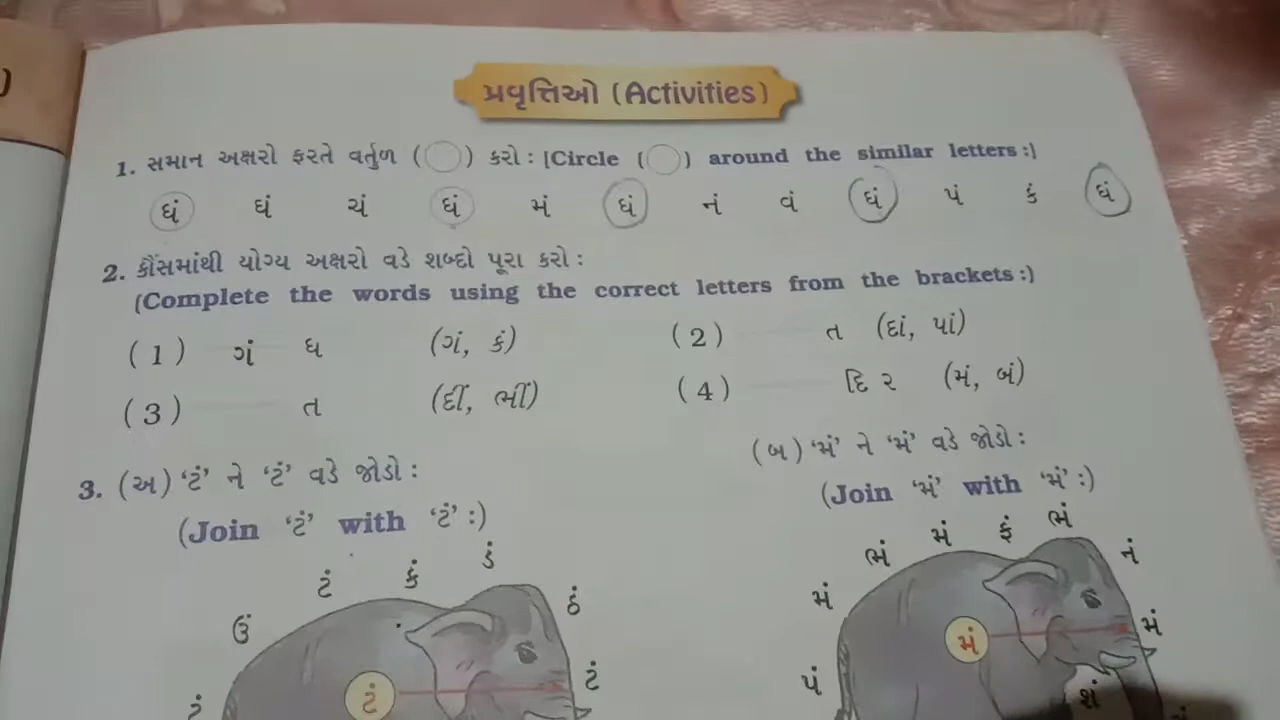 પ્રવૃત્તિઓ (Activities)
1. સમાન અક્ષરો ફરતે વર્તુળ ( ) કરો : [Circle ( ) around the similar letters :]
ઘં ઘં ચં ઘં મં ઘં નં વં ઘં પં કં ઘં
2. કૌંસમાંથી યોગ્ય અક્ષરો વડે શબ્દો પૂરા કરો :
(Complete the words using the correct letters from the brackets :)
(1) ગં ધ (ગં, કં) (2) ત (દાં, પાં)
(3) ત (દીં, ભીં) (4) દિ ર (મં, બં)
3. (અ) ‘ટં’ ને ‘ટં’ વડે જોડો :
(Join ‘ટં’ with ‘ટં’ :)
ઉં ટં કં ડં ઠં ટં
ટં
(બ) ‘મં’ ને ‘મં’ વડે જોડો :
(Join ‘મં’ with ‘મં’ :)
પં મં ભં મં ફં ભં નં મં
મં
શં